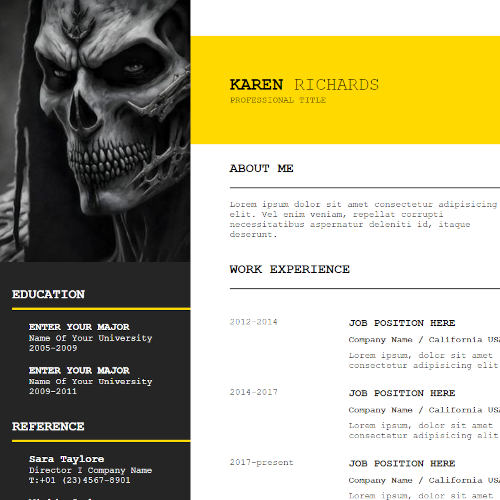 KAREN RICHARDS
PROFESSIONAL TITLE
ABOUT ME
Lorem ipsum dolor sit amet consectetur adipisicing
elit. Vel enim veniam, repellat corrupti
necessitatibus aspernatur deleniti id, itaque
deserunt.
WORK EXPERIENCE
2012-2014
JOB POSITION HERE
Company Name / California USA
Lorem ipsum, dolor sit amet
consectetur adipisicing elit
2014-2017
JOB POSITION HERE
Company Name / California USA
Lorem ipsum, dolor sit amet
consectetur adipisicing elit
2017-present
JOB POSITION HERE
Company Name / California USA
Lorem ipsum, dolor sit amet
EDUCATION
ENTER YOUR MAJOR
Name Of Your University
2005-2009
ENTER YOUR MAJOR
Name Of Your University
2009-2011
REFERENCE
Sara Taylore
Director I Company Name
T:+01 (23)4567-8901